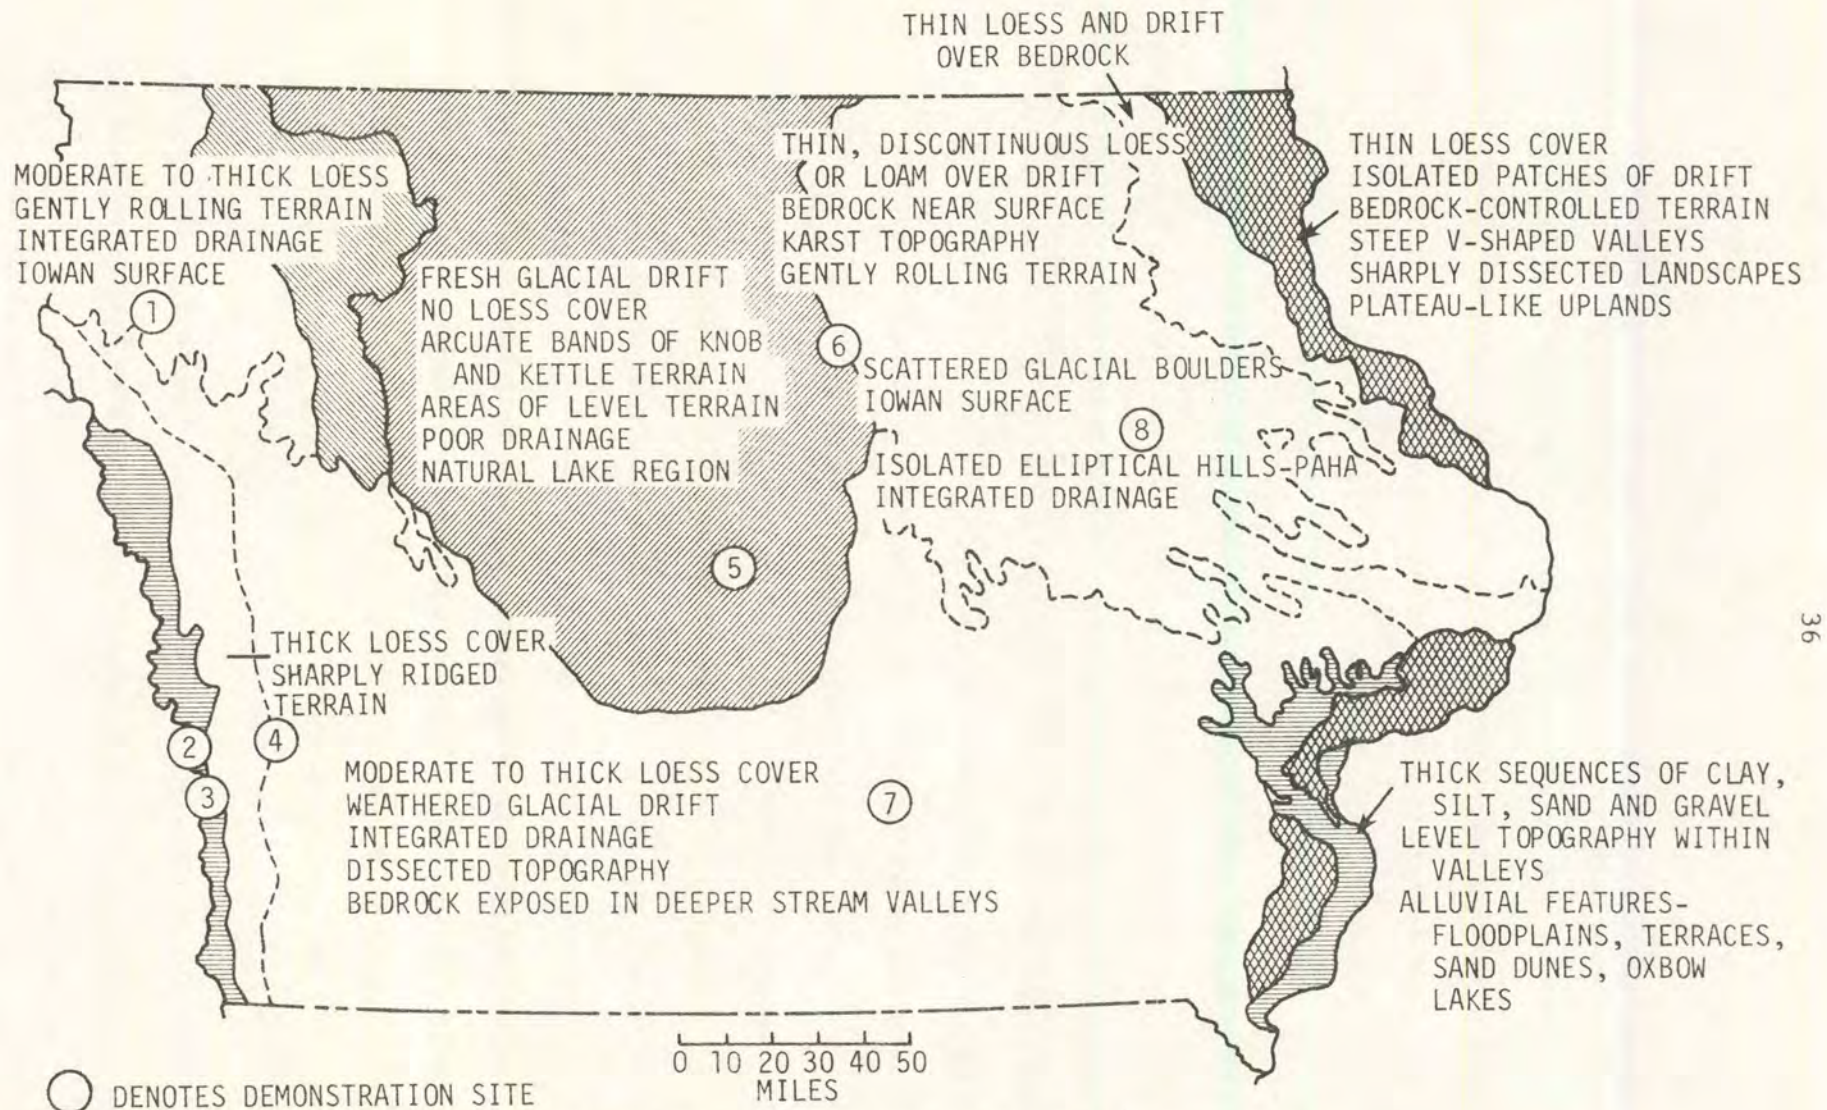 THIN LOESS AND DRIFT
OVER BEDROCK
MODERATE TO THICK LOESS
GENTLY ROLLING TERRAIN
INTEGRATED DRAINAGE
IOWAN SURFACE
1
FRESH GLACIAL DRIFT
NO LOESS COVER
ARCUATE BANDS OF KNOB
AND KETTLE TERRAIN
AREAS OF LEVEL TERRAIN
POOR DRAINAGE
NATURAL LAKE REGION
THIN, DISCONTINUOUS LOESS
OR LOAM OVER DRIFT
BEDROCK NEAR SURFACE
KARST TOPOGRAPHY
GENTLY ROLLING TERRAIN
6
SCATTERED GLACIAL BOULDERS
IOWAN SURFACE
8
ISOLATED ELLIPTICAL HILLS-PAHA
INTEGRATED DRAINAGE
THIN LOESS COVER
ISOLATED PATCHES OF DRIFT
BEDROCK-CONTROLLED TERRAIN
STEEP V-SHAPED VALLEYS
SHARPLY DISSECTED LANDSCAPES
PLATEAU-LIKE UPLANDS
5
36
THICK LOESS COVER
SHARPLY RIDGED
TERRAIN
2
4
3
MODERATE TO THICK LOESS COVER
WEATHERED GLACIAL DRIFT
INTEGRATED DRAINAGE
DISSECTED TOPOGRAPHY
BEDROCK EXPOSED IN DEEPER STREAM VALLEYS
7
THICK SEQUENCES OF CLAY,
SILT, SAND AND GRAVEL
LEVEL TOPOGRAPHY WITHIN
VALLEYS
ALLUVIAL FEATURES-
FLOODPLAINS, TERRACES,
SAND DUNES, OXBOW
LAKES
0 10 20 30 40 50
MILES
DENOTES DEMONSTRATION SITE